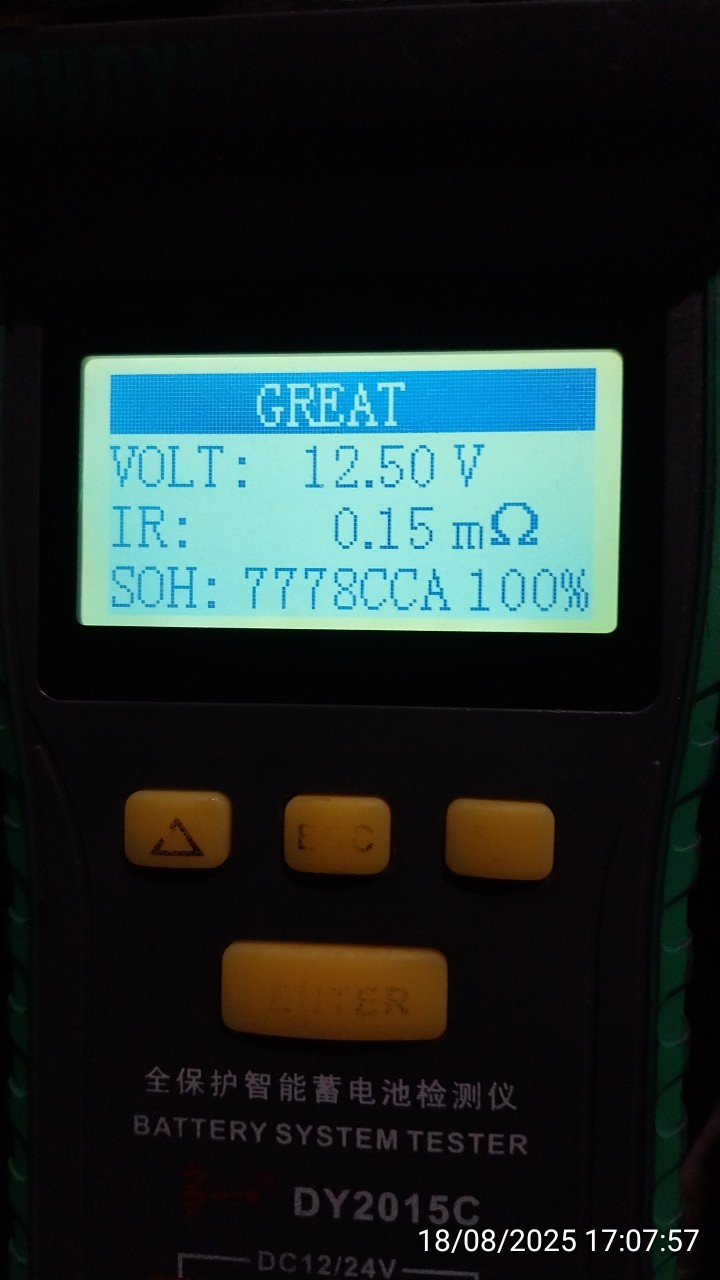 GREAT
VOLT: 12.50 V
IR: 0.15 mΩ
SOH: 7778CCA 100%
ENTER
全保护智能蓄电池检测仪
BATTERY SYSTEM TESTER
DY2015C
18/08/2025 17:07:57
DC12/24V